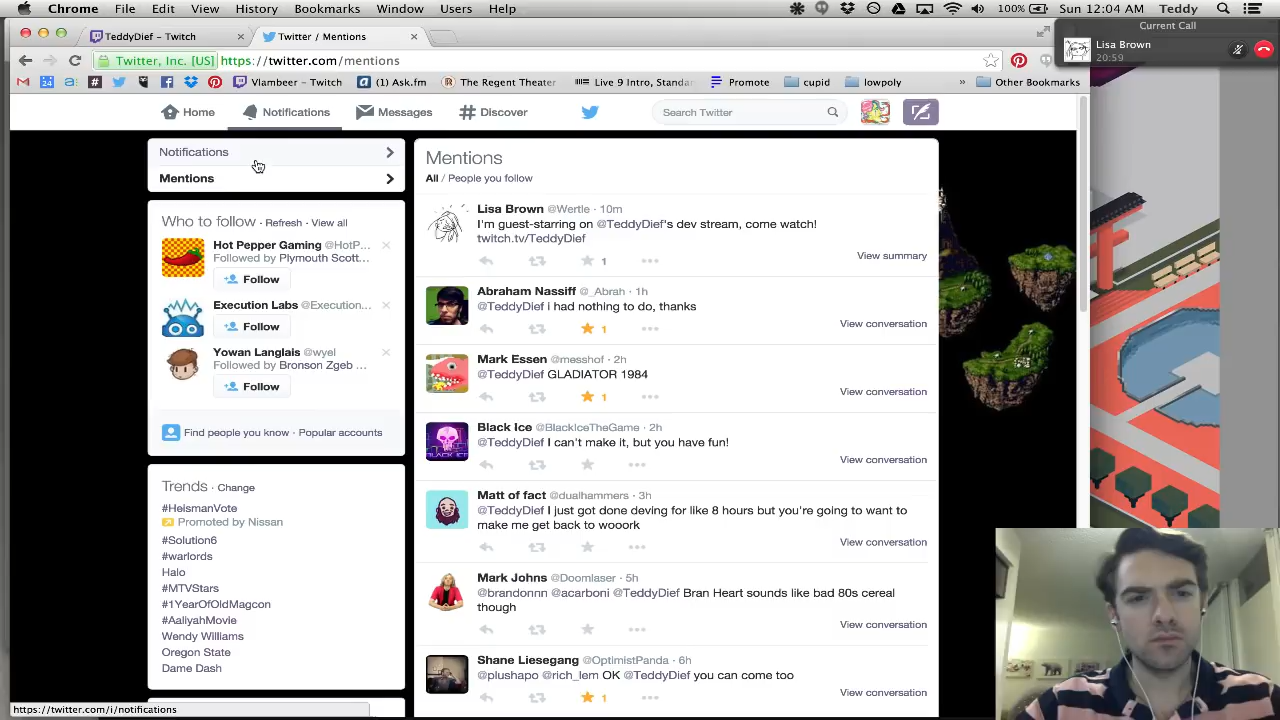 Chrome File Edit View History Bookmarks Window Users Help 100% Sun 12:04 AM Teddy
Current Call
Lisa Brown
20:59
TeddyDief - Twitch Twitter / Mentions
Twitter, Inc. [US] https://twitter.com/mentions
Vlamber - Twitch (1) Ask.fm The Regent Theater Live 9 Intro, Standar Promote cupid lowpoly » Other Bookmarks
Home Notifications Messages Discover Search Twitter
Notifications
Mentions
Who to follow · Refresh · View all
Hot Pepper Gaming @HotP...
Followed by Plymouth Scott...
Follow
Execution Labs @Execution...
Follow
Yowan Langlais @wyel
Followed by Bronson Zgeb ...
Follow
Find people you know · Popular accounts
Trends · Change
#HeismanVote
Promoted by Nissan
#Solution6
#warlords
Halo
#MTVStars
#1YearOfOldMagcon
#AaliyahMovie
Wendy Williams
Oregon State
Dame Dash
Mentions
All / People you follow
Lisa Brown @Wertle · 10m
I'm guest-starring on @TeddyDief's dev stream, come watch!
twitch.tv/TeddyDief
1
View summary
Abraham Nassiff @_Abrah · 1h
@TeddyDief i had nothing to do, thanks
1
View conversation
Mark Essen @messhof · 2h
@TeddyDief GLADIATOR 1984
1
View conversation
Black Ice @BlackIceTheGame · 2h
@TeddyDief I can't make it, but you have fun!
View conversation
Matt of fact @dualhammers · 3h
@TeddyDief I just got done deving for like 8 hours but you're going to want to
make me get back to wooork
View conversation
Mark Johns @Doomlaser · 5h
@brandonnn @acarboni @TeddyDief Bran Heart sounds like bad 80s cereal
though
View conversation
Shane Liesegang @OptimistPanda · 6h
@plushapo @rich_lem OK @TeddyDief you can come too
1
View conversation
https://twitter.com/i/notifications